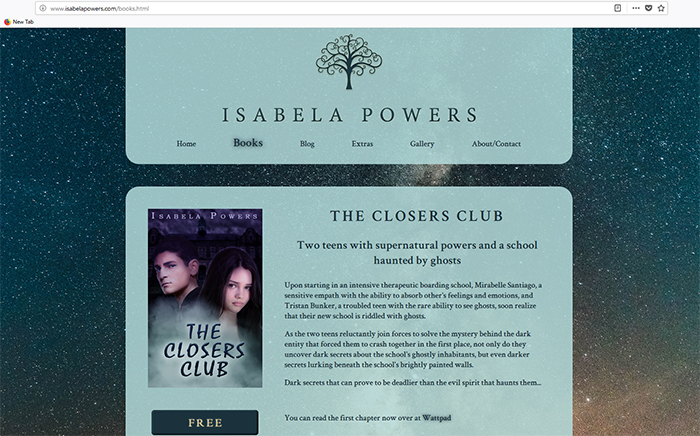 www.isabelapowers.com/books.html
New Tab
ISABELA POWERS
Home Books Blog Extras Gallery About/Contact
ISABELA POWERS
THE
CLOSERS
CLUB
FREE
THE CLOSERS CLUB
Two teens with supernatural powers and a school
haunted by ghosts
Upon starting in an intensive therapeutic boarding school, Mirabelle Santiago, a
sensitive empath with the ability to absorb other's feelings and emotions, and
Tristan Bunker, a troubled teen with the rare ability to see ghosts, soon realize
that their new school is riddled with ghosts.
As the two teens reluctantly join forces to solve the mystery behind the dark
entity that forced them to crash together in the first place, not only do they
uncover dark secrets about the school's ghostly inhabitants, but even darker
secrets lurking beneath the school's brightly painted walls.
Dark secrets that can prove to be deadlier than the evil spirit that haunts them...
You can read the first chapter now over at Wattpad